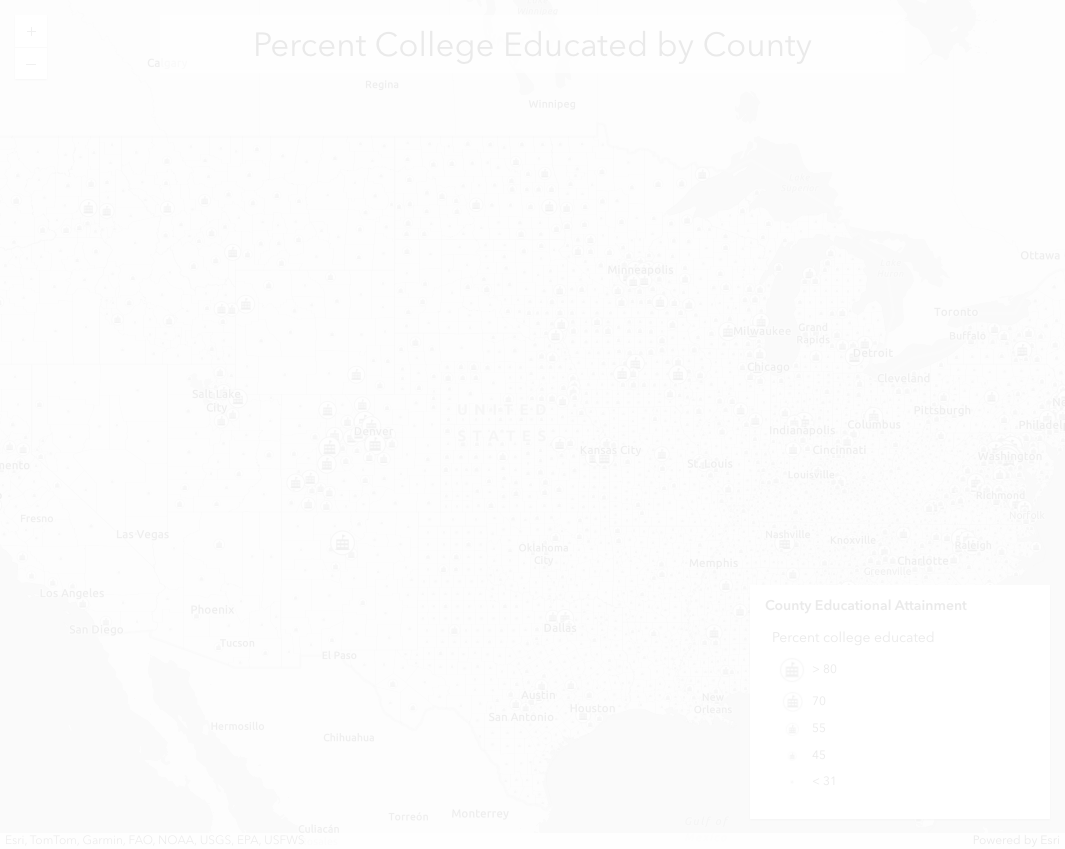 +
Percent College Educated by County
−
Regina
Winnipeg
Ottawa
Minneapolis
Toronto
Buffalo
Milwaukee
Grand
Rapids
Detroit
Chicago
Cleveland
Salt Lake
City
UNITED
STATES
Pittsburgh
Denver
Indianapolis
Columbus
Philadel
Kansas City
Cincinnati
Washington
St. Louis
Louisville
Richmond
Norfolk
Fresno
Las Vegas
Nashville
Knoxville
Raleigh
Oklahoma
City
Memphis
Charlotte
Greenville
Los Angeles
Phoenix
San Diego
Dallas
Tucson
El Paso
Austin
San Antonio
Houston
New
Orleans
Hermosillo
Chihuahua
County Educational Attainment
Percent college educated
> 80
70
55
45
< 31
Torreón
Monterrey
Culiacán
Esri, TomTom, Garmin, FAO, NOAA, USGS, EPA, USFWS
Powered by Esri